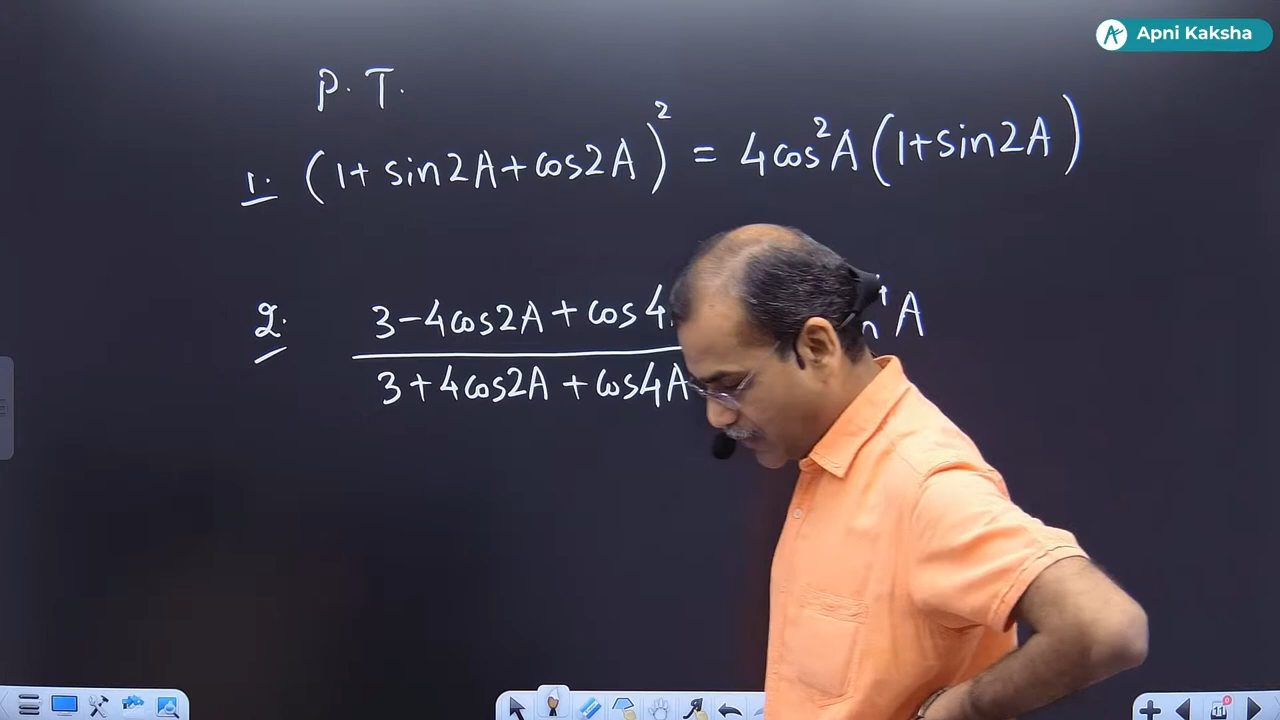 Apni Kaksha
P. T.
1. (1+ sin2A+cos2A)² = 4cos²A(1+sin2A)
2. 3-4cos2A+cos4 A
3+4cos2A+cos4A